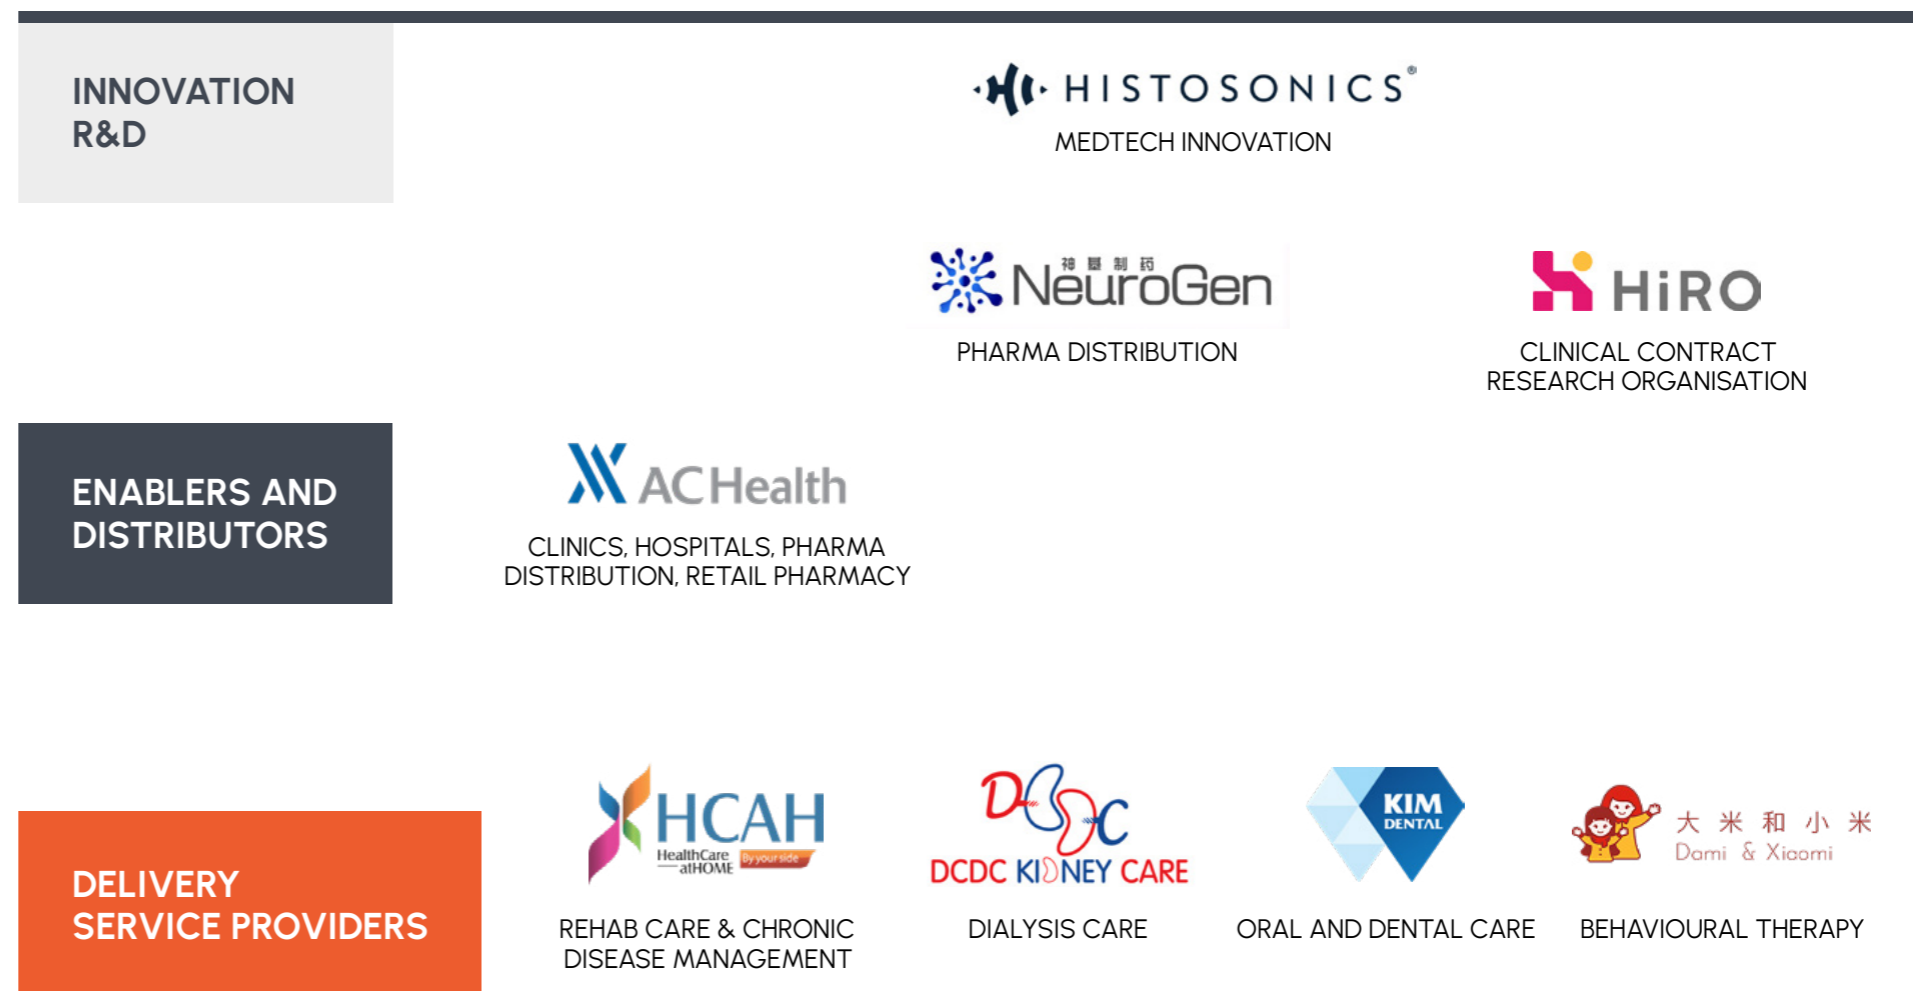 INNOVATION
R&D
HISTOSONICS®
MEDTECH INNOVATION
神基制药
NeuroGen
PHARMA DISTRIBUTION
HiRO
CLINICAL CONTRACT
RESEARCH ORGANISATION
ENABLERS AND
DISTRIBUTORS
AC Health
CLINICS, HOSPITALS, PHARMA
DISTRIBUTION, RETAIL PHARMACY
DELIVERY
SERVICE PROVIDERS
HCAH
HealthCare
atHOME
By your side
REHAB CARE & CHRONIC
DISEASE MANAGEMENT
DCDC
DCDC KIDNEY CARE
DIALYSIS CARE
KIM
DENTAL
ORAL AND DENTAL CARE
大米和小米
Dami & Xiaomi
BEHAVIOURAL THERAPY